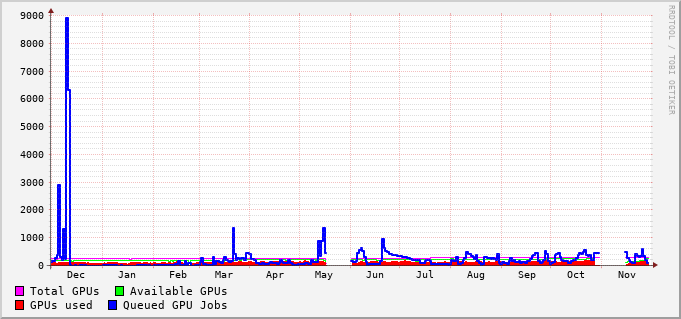 9000
8000
7000
6000
5000
4000
3000
2000
1000
0
Dec Jan Feb Mar Apr May Jun Jul Aug Sep Oct Nov
Total GPUs Available GPUs
GPUs used Queued GPU Jobs
RRDTOOL / TOBI OETIKER